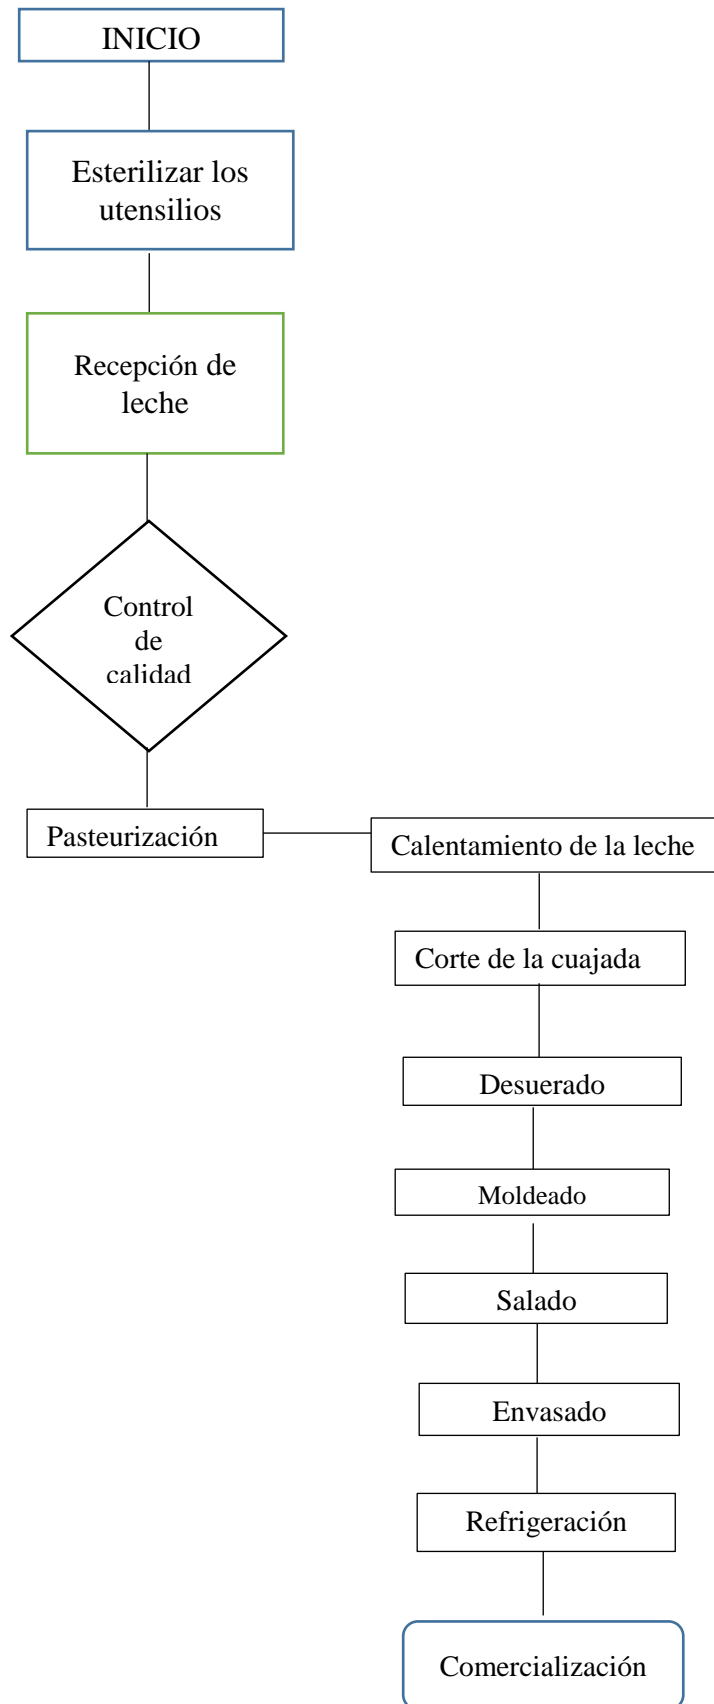 INICIO
Esterilizar los
utensilios
Recepción de
leche
Control
de
calidad
Pasteurización
Calentamiento de la leche
Corte de la cuajada
Desuerado
Moldeado
Salado
Envasado
Refrigeración
Comercialización